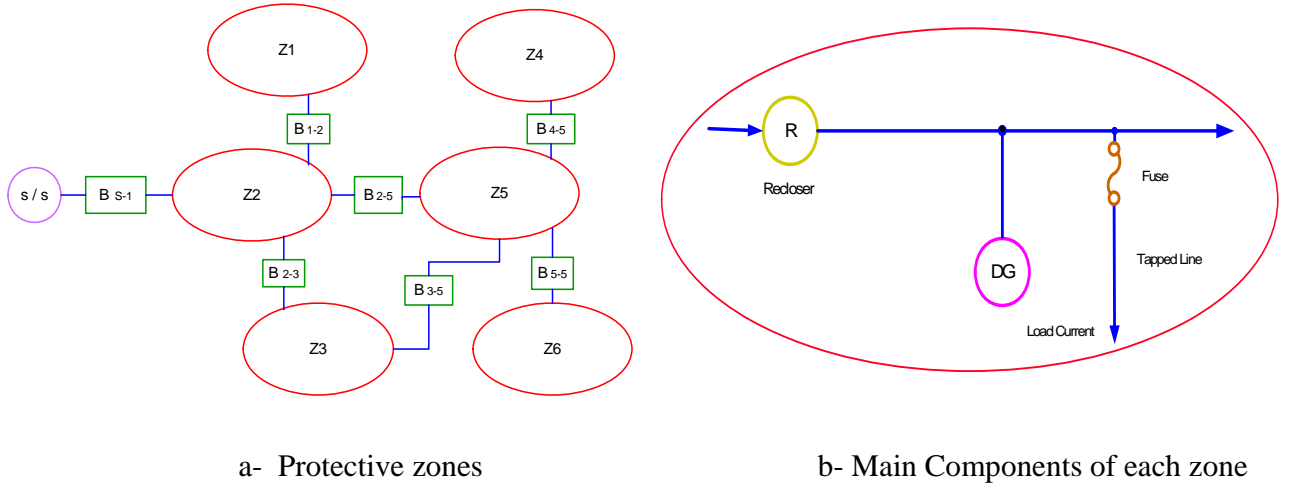 Z1
Z4
B 1-2
B 4-5
s / s
B S-1
Z2
B 2-5
Z5
B 2-3
B 3-5
B 5-5
Z3
Z6
R
Recloser
Fuse
DG
Tapped Line
Load Current
a- Protective zones
b- Main Components of each zone